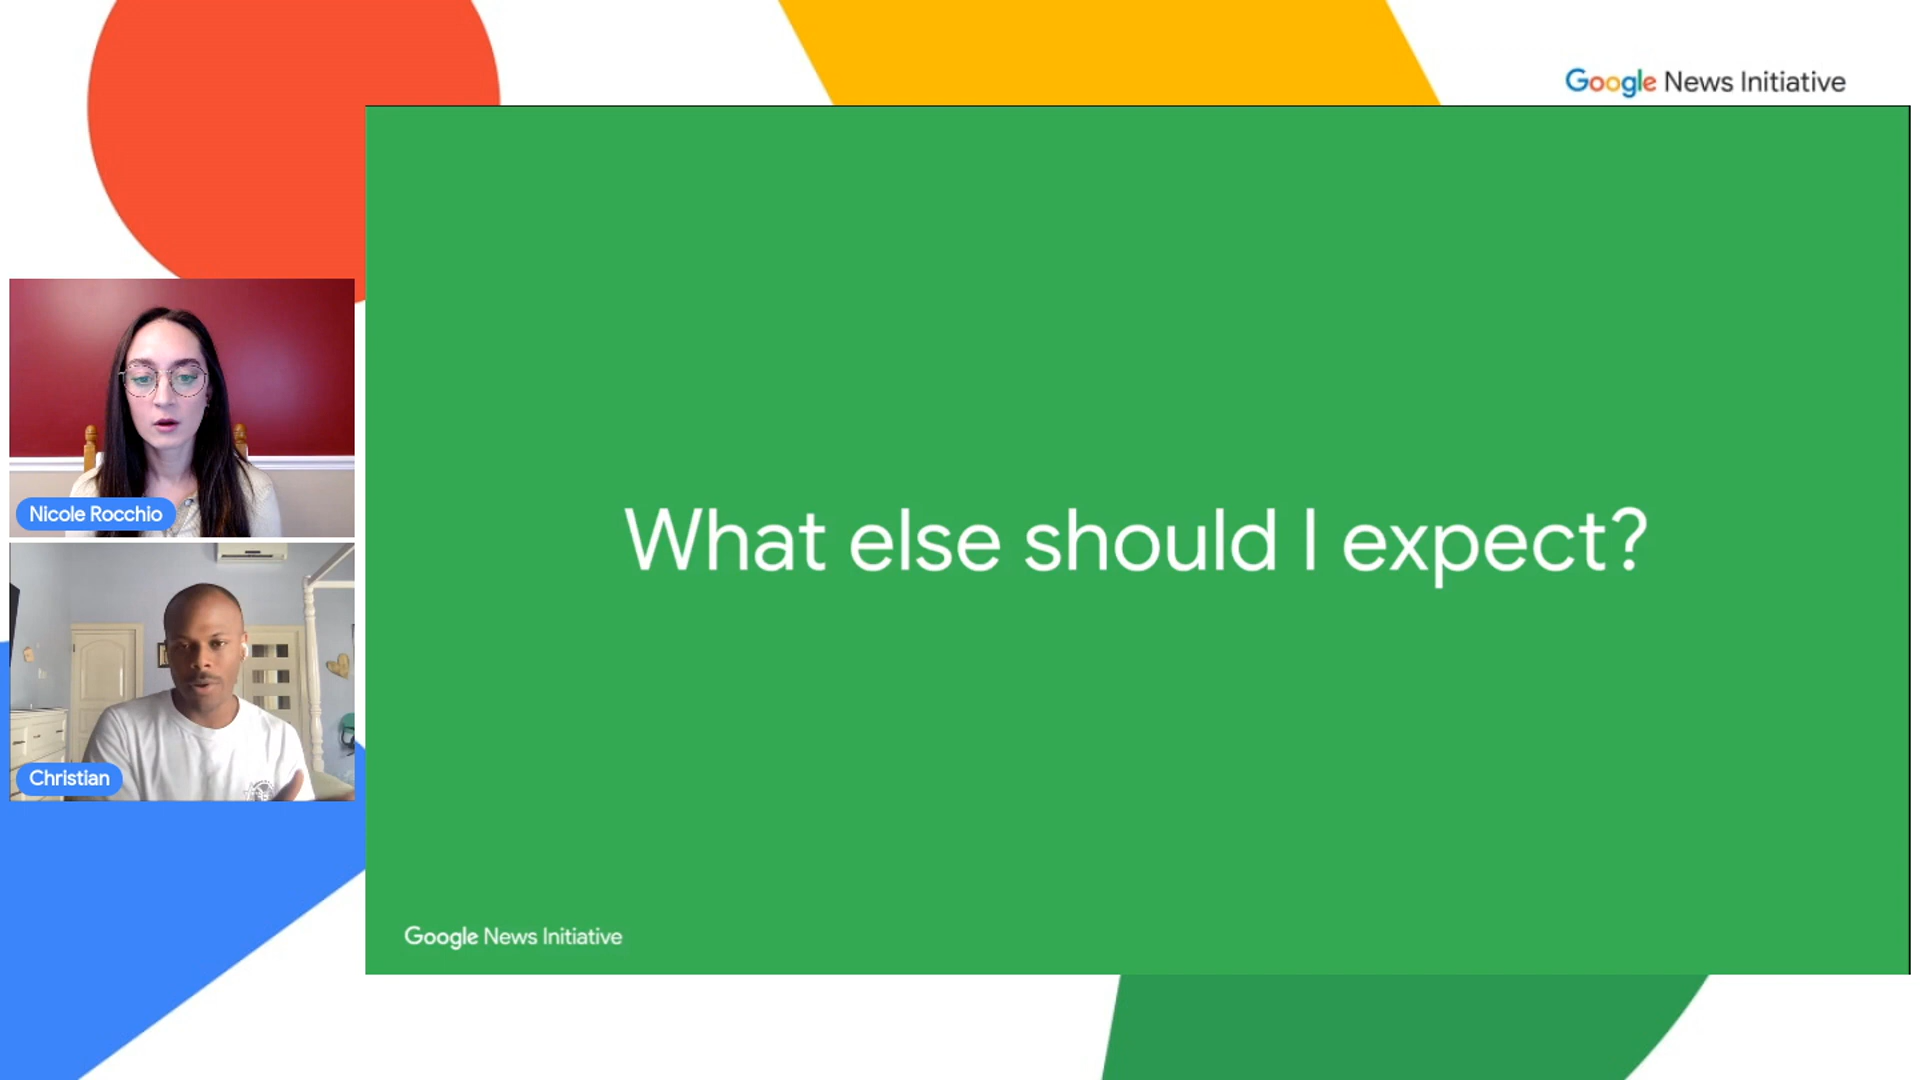 Google News Initiative
Nicole Rocchio
Christian
What else should I expect?
Google News Initiative